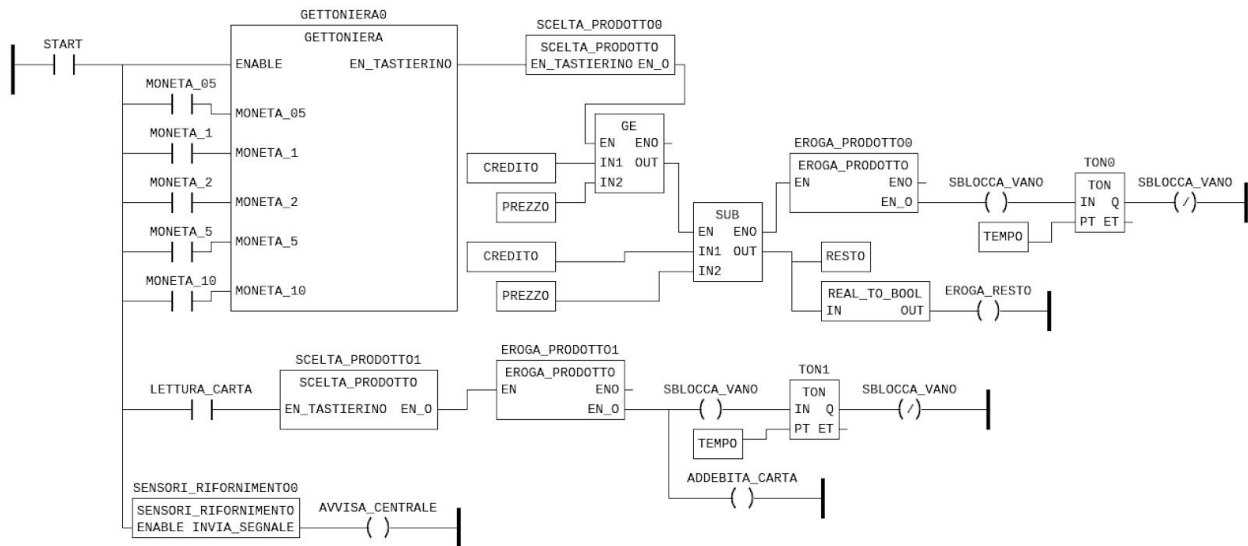 GETTONIERA0
START
GETTONIERA
ENABLE EN_TASTIERINO
MONETA_05
MONETA_05
MONETA_1
MONETA_1
MONETA_2
MONETA_2
MONETA_5
MONETA_5
MONETA_10
MONETA_10
SCELTA_PRODOTTO0
SCELTA_PRODOTTO
EN_TASTIERINO EN_O
GE
EN ENO
CREDITO
IN1 OUT
IN2
PREZZO
SUB
EN ENO
CREDITO
IN1 OUT
IN2
PREZZO
EROGA_PRODOTTO0
EROGA_PRODOTTO
EN ENO
EN_O
SBLOCCA_VANO
TON0
TON
IN Q
PT ET
TEMPO
SBLOCCA_VANO
( / )
RESTO
REAL_TO_BOOL
IN OUT
EROGA_RESTO
LETTURA_CARTA
SCELTA_PRODOTTO1
SCELTA_PRODOTTO
EN_TASTIERINO EN_O
EROGA_PRODOTTO1
EROGA_PRODOTTO
EN ENO
EN_O
SBLOCCA_VANO
TON1
TON
IN Q
PT ET
TEMPO
SBLOCCA_VANO
( / )
ADDEBITA_CARTA
SENSORI_RIFORNIMENTO0
SENSORI_RIFORNIMENTO
ENABLE INVIA_SEGNALE
AVVISA_CENTRALE